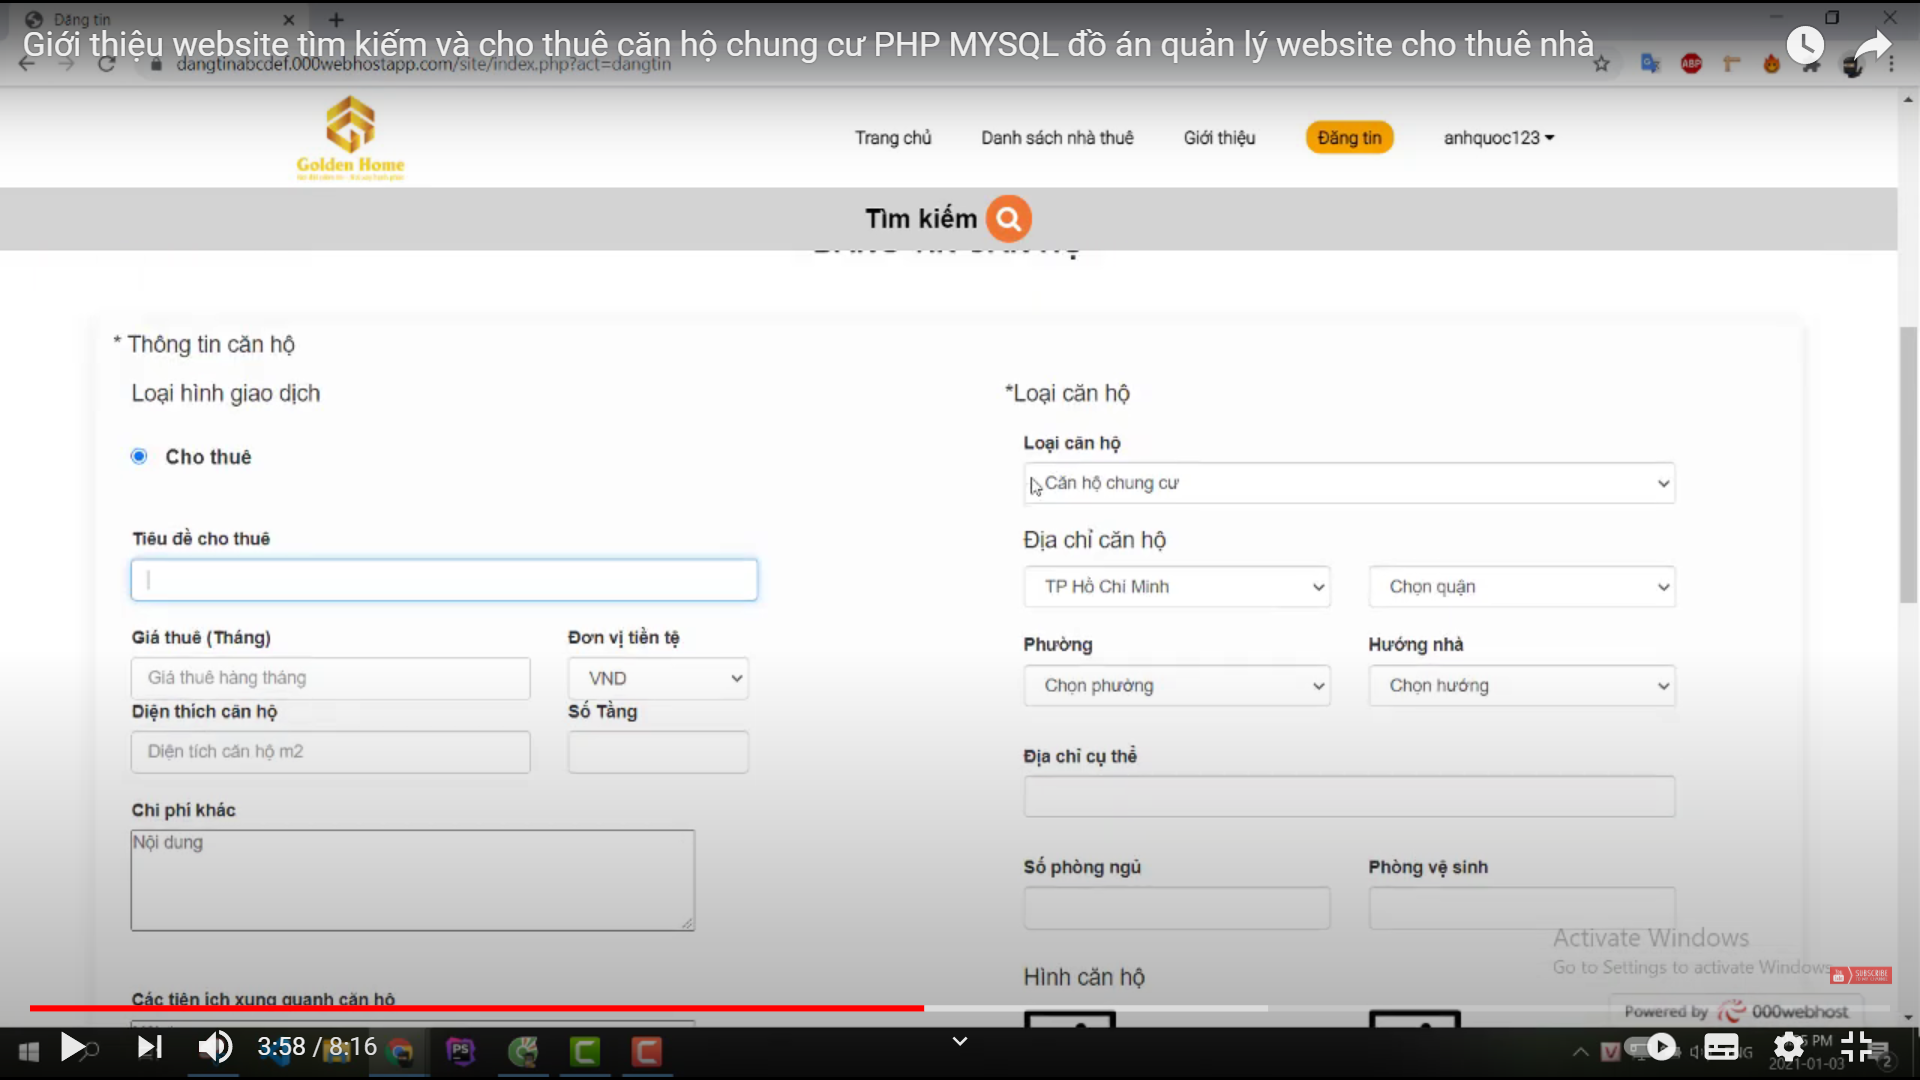 Đăng tin
Giới thiệu website tìm kiếm và cho thuê căn hộ chung cư PHP MYSQL đồ án quản lý website cho thuê nhà
dangtinabcdef.000webhostapp.com/site/index.php?act=dangtin
ABP
Golden Home
Trang chủ
Danh sách nhà thuê
Giới thiệu
Đăng tin
anhquoc123
Tìm kiếm
* Thông tin căn hộ
Loại hình giao dịch
*Loại căn hộ
Cho thuê
Loại căn hộ
Căn hộ chung cư
Tiêu đề cho thuê
Địa chỉ căn hộ
TP Hồ Chí Minh
Chọn quận
Giá thuê (Tháng)
Đơn vị tiền tệ
Phường
Hướng nhà
Giá thuê hàng tháng
VND
Chọn phường
Chọn hướng
Diện thích căn hộ
Số Tầng
Diện tích căn hộ m2
Địa chỉ cụ thể
Chi phí khác
Nội dung
Số phòng ngủ
Phòng vệ sinh
Activate Windows
Go to Settings to activate Windows.
SUBSCRIBE
Hình căn hộ
Các tiện ích xung quanh căn hộ
Powered by 000webhost
3:58 / 8:16
PS
V
PM
2021-01-03
2